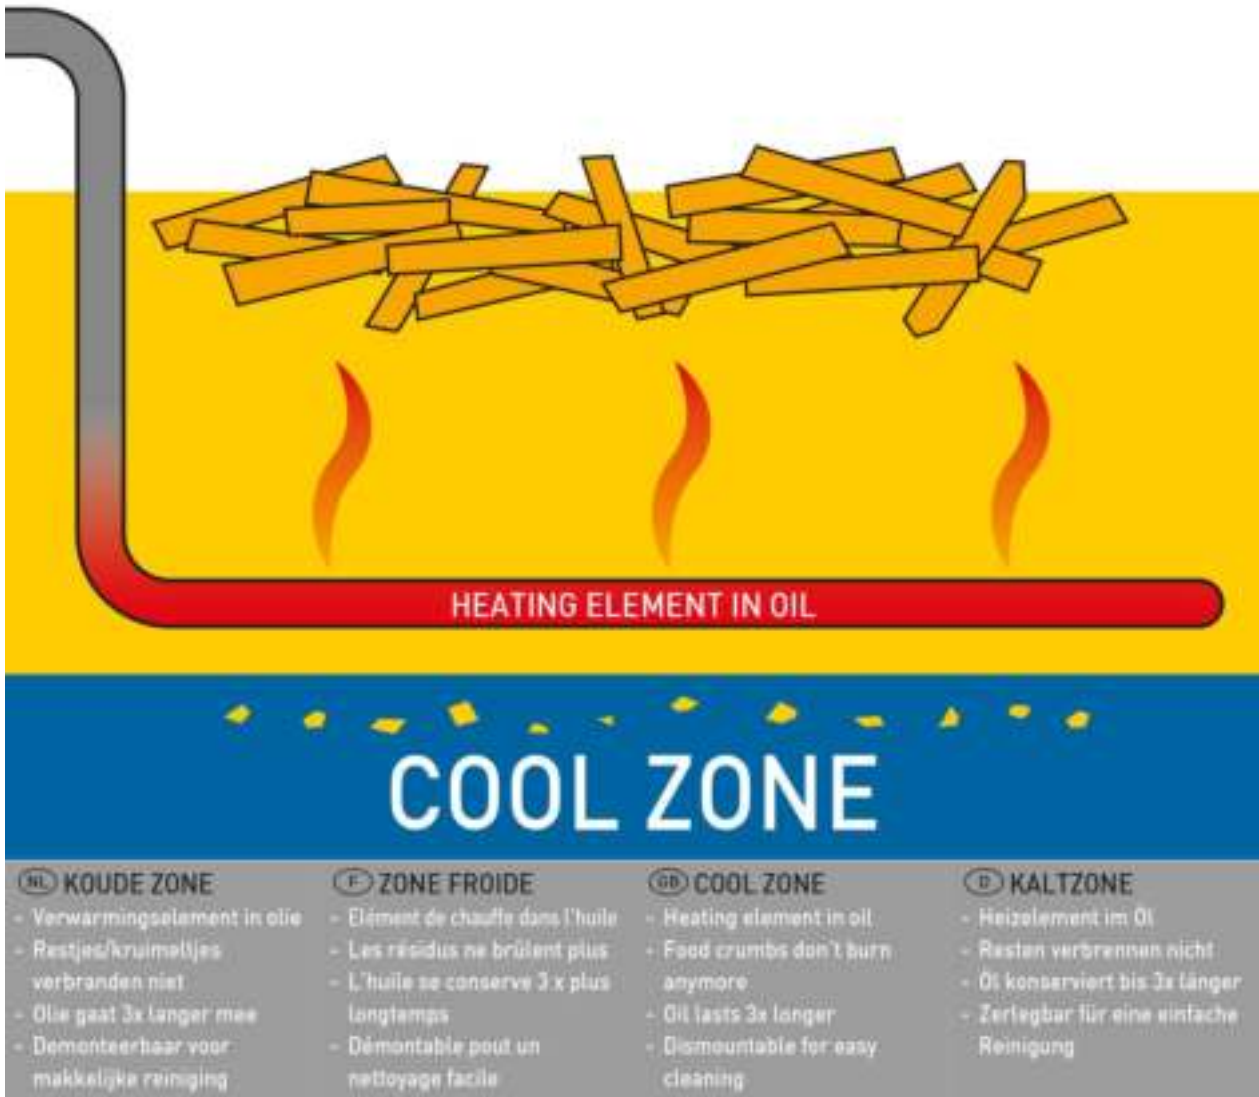 HEATING ELEMENT IN OIL
COOL ZONE
NL KOUDE ZONE
- Verwarmingselement in olie
- Restjes/kruimeltjes
verbranden niet
- Olie gaat 3x langer mee
- Demonteerbaar voor
makkelijke reiniging
F ZONE FROIDE
- Elément de chauffe dans l'huile
- Les résidus ne brûlent plus
- L'huile se conserve 3 x plus
longtemps
- Démontable pout un
nettoyage facile
GB COOL ZONE
- Heating element in oil
- Food crumbs don't burn
anymore
- Oil lasts 3x longer
- Dismountable for easy
cleaning
D KALTZONE
- Heizelement im Öl
- Resten verbrennen nicht
- Öl konserviert bis 3x länger
- Zerlegbar für eine einfache
Reinigung